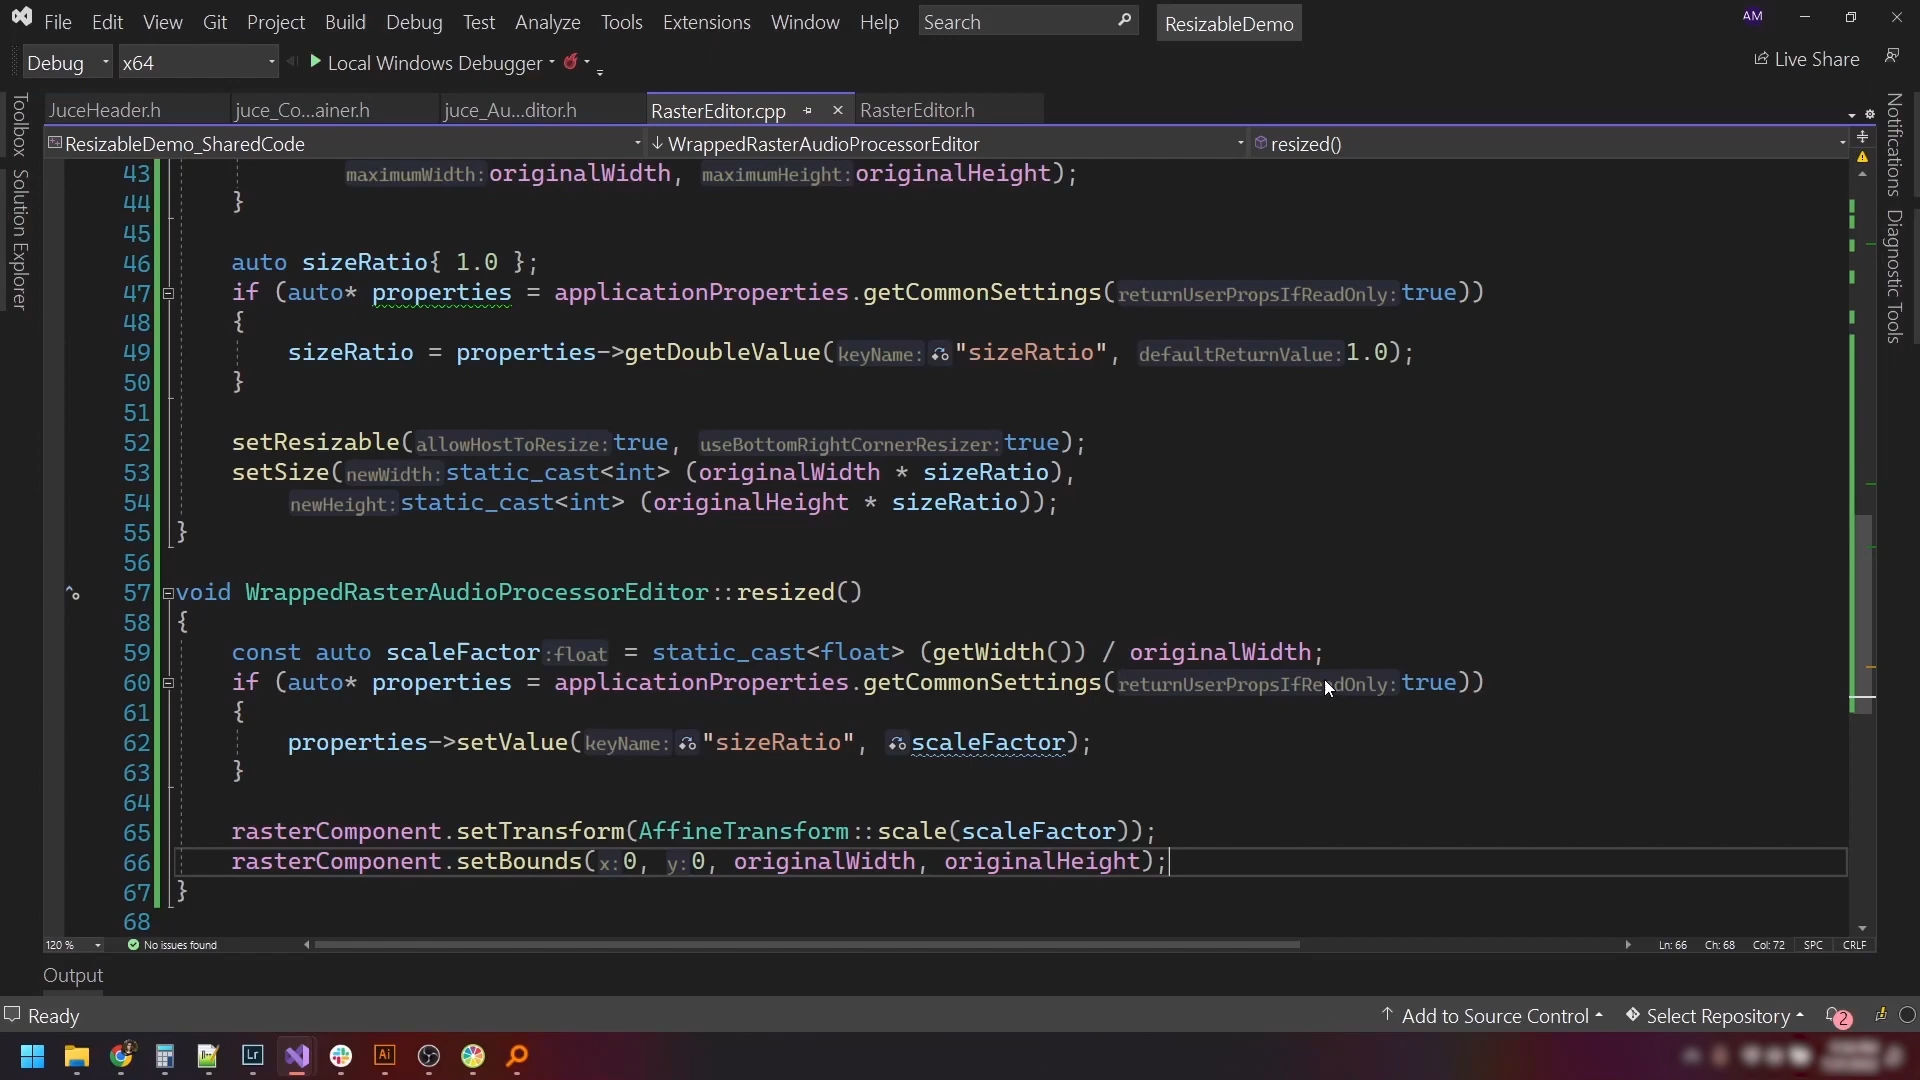 File Edit View Git Project Build Debug Test Analyze Tools Extensions Window Help Search ResizableDemo AM
Debug x64 Local Windows Debugger Live Share
JuceHeader.h juce_Co...ainer.h juce_Au...ditor.h RasterEditor.cpp RasterEditor.h
ResizableDemo_SharedCode WrappedRasterAudioProcessorEditor resized()
Toolbox
Solution Explorer
Notifications
Diagnostic Tools
43 maximumWidth: originalWidth, maximumHeight: originalHeight);
44 }
45
46 auto sizeRatio{ 1.0 };
47 if (auto* properties = applicationProperties.getCommonSettings(returnUserPropsIfReadOnly: true))
48 {
49 sizeRatio = properties->getDoubleValue(keyName: "sizeRatio", defaultReturnValue: 1.0);
50 }
51
52 setResizable(allowHostToResize: true, useBottomRightCornerResizer: true);
53 setSize(newWidth: static_cast<int> (originalWidth * sizeRatio),
54 newHeight: static_cast<int> (originalHeight * sizeRatio));
55 }
56
57 void WrappedRasterAudioProcessorEditor::resized()
58 {
59 const auto scaleFactor :float = static_cast<float> (getWidth()) / originalWidth;
60 if (auto* properties = applicationProperties.getCommonSettings(returnUserPropsIfReadOnly: true))
61 {
62 properties->setValue(keyName: "sizeRatio", scaleFactor);
63 }
64
65 rasterComponent.setTransform(AffineTransform::scale(scaleFactor));
66 rasterComponent.setBounds(x: 0, y: 0, originalWidth, originalHeight);
67 }
68
120 % No issues found Ln: 66 Ch: 68 Col: 72 SPC CRLF
Output
Ready Add to Source Control Select Repository 2
Lr Ai